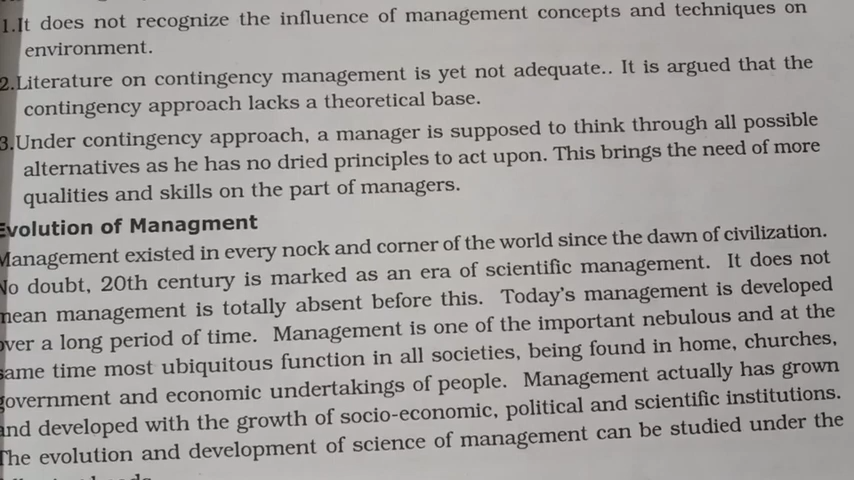 1.It does not recognize the influence of management concepts and techniques on
environment.
2.Literature on contingency management is yet not adequate.. It is argued that the
contingency approach lacks a theoretical base.
3.Under contingency approach, a manager is supposed to think through all possible
alternatives as he has no dried principles to act upon. This brings the need of more
qualities and skills on the part of managers.
Evolution of Managment
Management existed in every nock and corner of the world since the dawn of civilization.
No doubt, 20th century is marked as an era of scientific management. It does not
mean management is totally absent before this. Today's management is developed
over a long period of time. Management is one of the important nebulous and at the
same time most ubiquitous function in all societies, being found in home, churches,
government and economic undertakings of people. Management actually has grown
and developed with the growth of socio-economic, political and scientific institutions.
The evolution and development of science of management can be studied under the